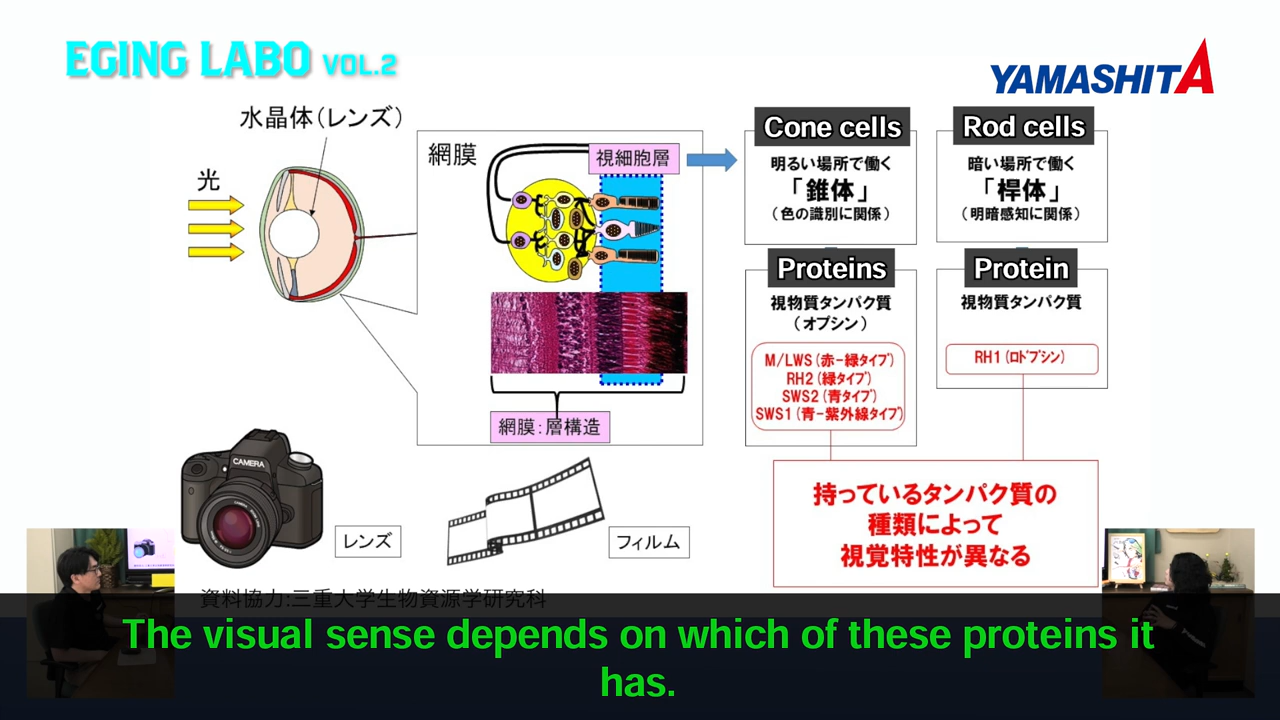 EGING LABO VOL.2
YAMASHITA
水晶体(レンズ)
光
網膜
視細胞層
網膜:層構造
CAMERA
レンズ
フィルム
Cone cells
明るい場所で働く
「錐体」
(色の識別に関係)
Proteins
視物質タンパク質
(オプシン)
M/LWS(赤-緑タイプ)
RH2(緑タイプ)
SWS2(青タイプ)
SWS1(青-紫外線タイプ)
Rod cells
暗い場所で働く
「桿体」
(明暗感知に関係)
Protein
視物質タンパク質
RH1(ロドプシン)
持っているタンパク質の
種類によって
視覚特性が異なる
資料協力:三重大学生物資源学研究科
The visual sense depends on which of these proteins it
has.